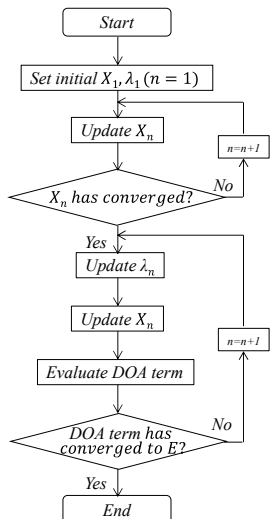 Start
Set initial X₁, λ₁ (n = 1)
Update Xₙ
n=n+1
Xₙ has converged?
No
Yes
Update λₙ
Update Xₙ
n=n+1
Evaluate DOA term
No
DOA term has
converged to E?
Yes
End